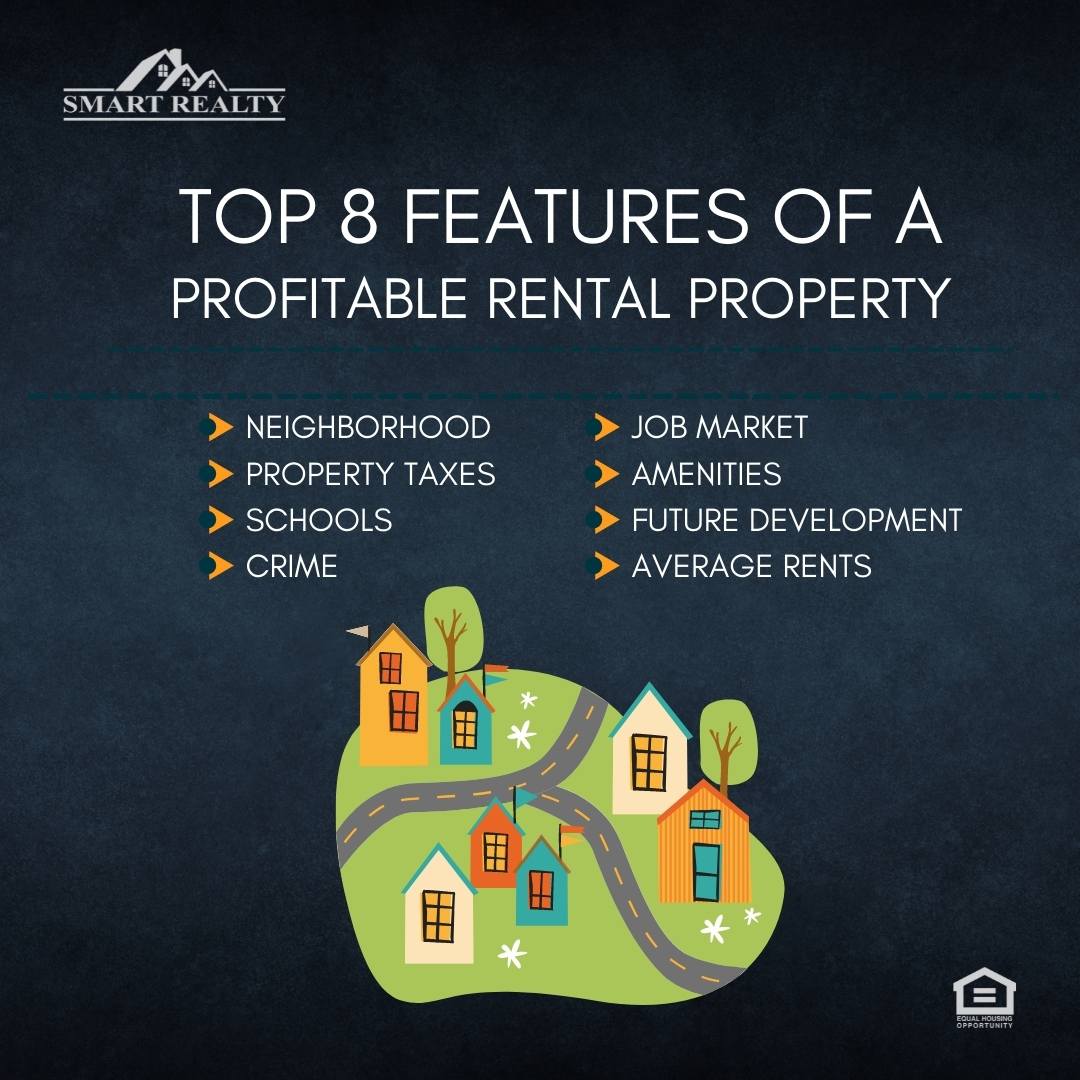 SMART REALTY
TOP 8 FEATURES OF A
PROFITABLE RENTAL PROPERTY
NEIGHBORHOOD
PROPERTY TAXES
SCHOOLS
CRIME
JOB MARKET
AMENITIES
FUTURE DEVELOPMENT
AVERAGE RENTS
EQUAL HOUSING
OPPORTUNITY